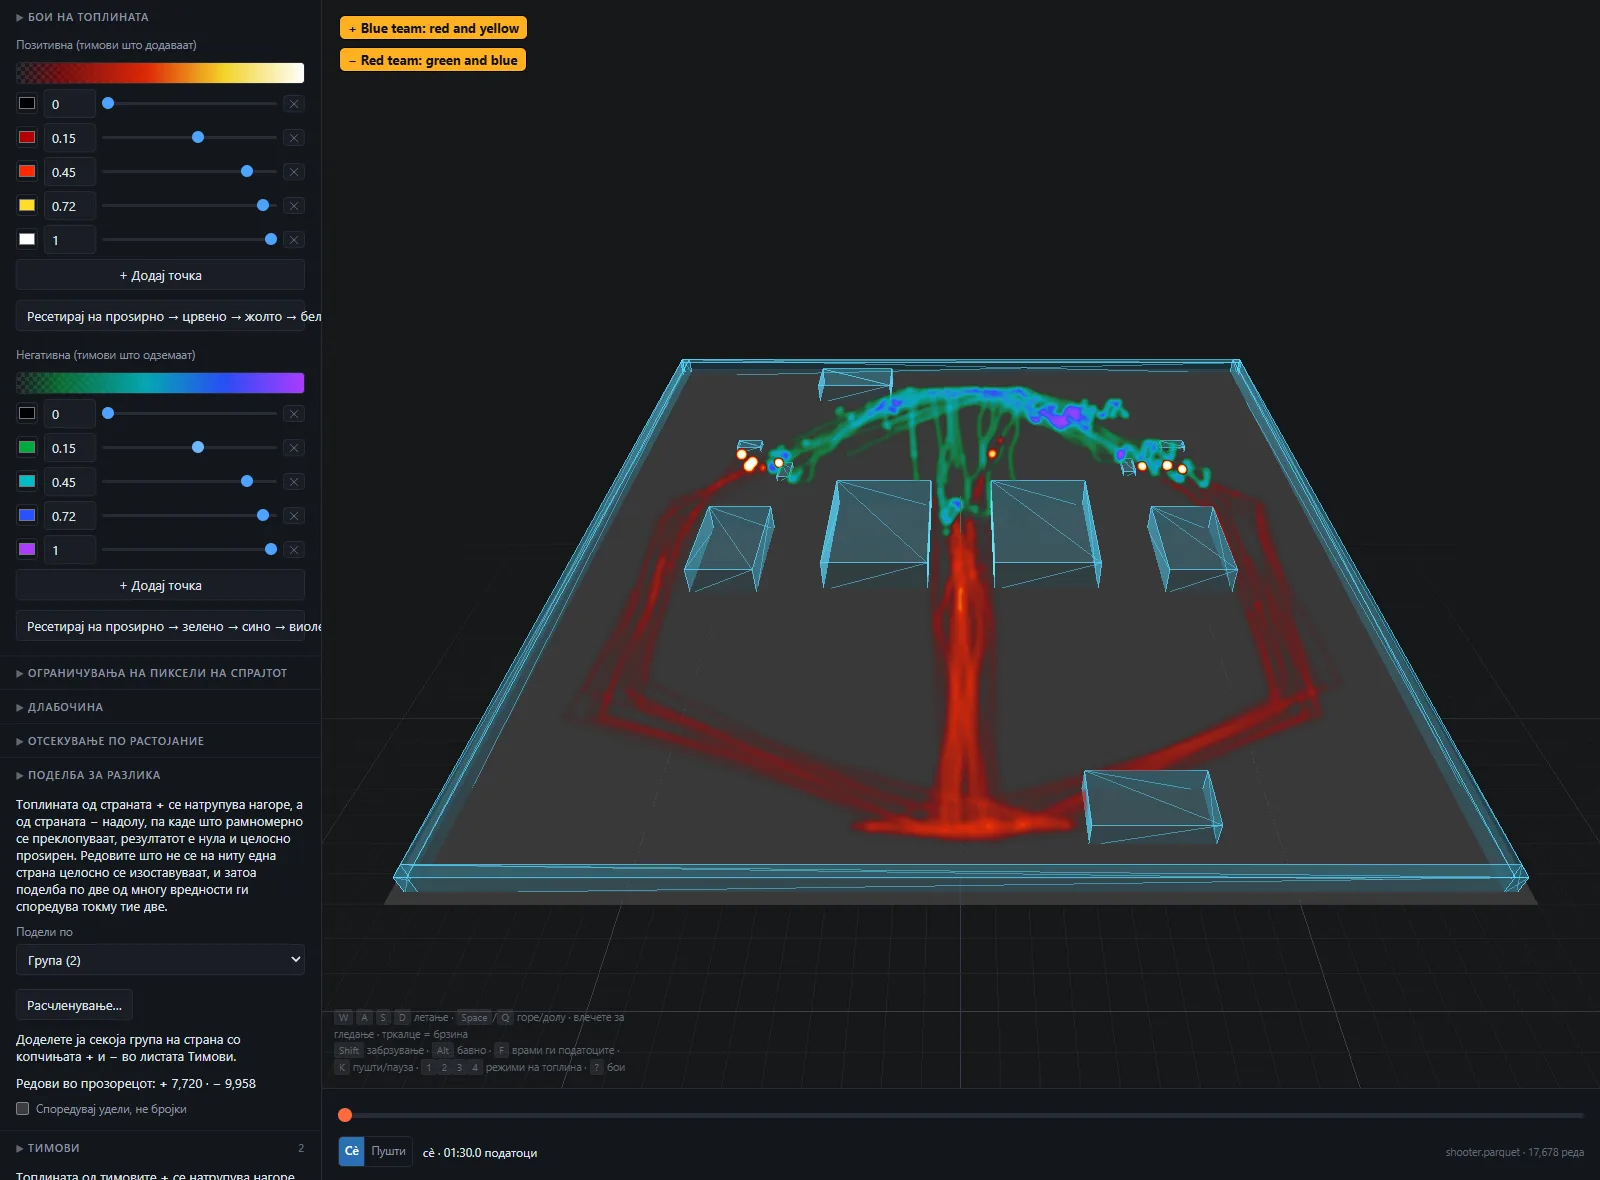 ▸ БОИ НА ТОПЛИНАТА
Позитивна (тимови што додаваат)
0
0.15
0.45
0.72
1
+ Додај точка
Ресетирај на проѕирно → црвено → жолто → бел
Негативна (тимови што одземаат)
0
0.15
0.45
0.72
1
+ Додај точка
Ресетирај на проѕирно → зелено → сино → виоле
▸ ОГРАНИЧУВАЊА НА ПИКСЕЛИ НА СПРАЈТОТ
▸ ДЛАБОЧИНА
▸ ОТСЕКУВАЊЕ ПО РАСТОЈАНИЕ
▸ ПОДЕЛБА ЗА РАЗЛИКА
Топлината од страната + се натрупува нагоре, а
од страната − надолу, па каде што рамномерно
се преклопуваат, резултатот е нула и целосно
проѕирен. Редовите што не се на ниту една
страна целосно се изоставуваат, и затоа
поделба по две од многу вредности ги
споредува токму тие две.
Подели по
Група (2)
Расчленување...
Доделете ја секоја група на страна со
копчињата + и − во листата Тимови.
Редови во прозорецот: + 7,720 · − 9,958
Споредувај удели, не бројки
▸ ТИМОВИ 2
Топлината од тимовите + се натрупува нагоре,
+ Blue team: red and yellow
− Red team: green and blue
W A S D летање · Space / Q горе/долу · влечете за
гледање · тркалце = брзина
Shift забрзување · Alt бавно · F врами ги податоците ·
K пушти/пауза · 1 2 3 4 режими на топлина · ? бои
Сè Пушти сè · 01:30.0 податоци
shooter.parquet · 17,678 реда